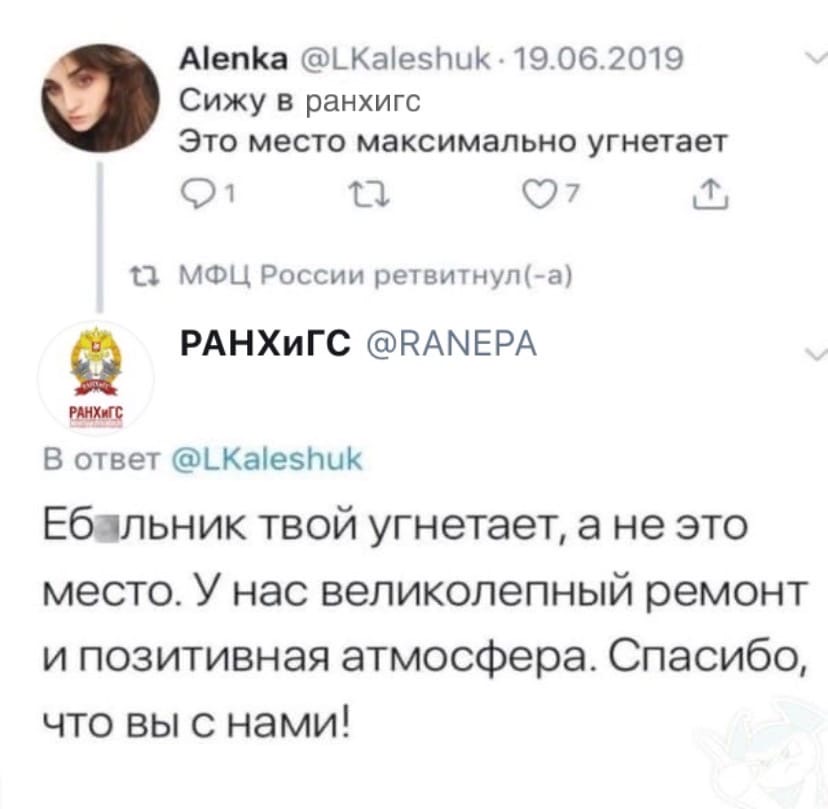 Alenka @LKaleshuk · 19.06.2019
Сижу в ранхигс
Это место максимально угнетает
1 7
МФЦ России ретвитнул(-а)
РАНХиГС @RANEPA
РАНХиГС
В ответ @LKaleshuk
Еб льник твой угнетает, а не это
место. У нас великолепный ремонт
и позитивная атмосфера. Спасибо,
что вы с нами!